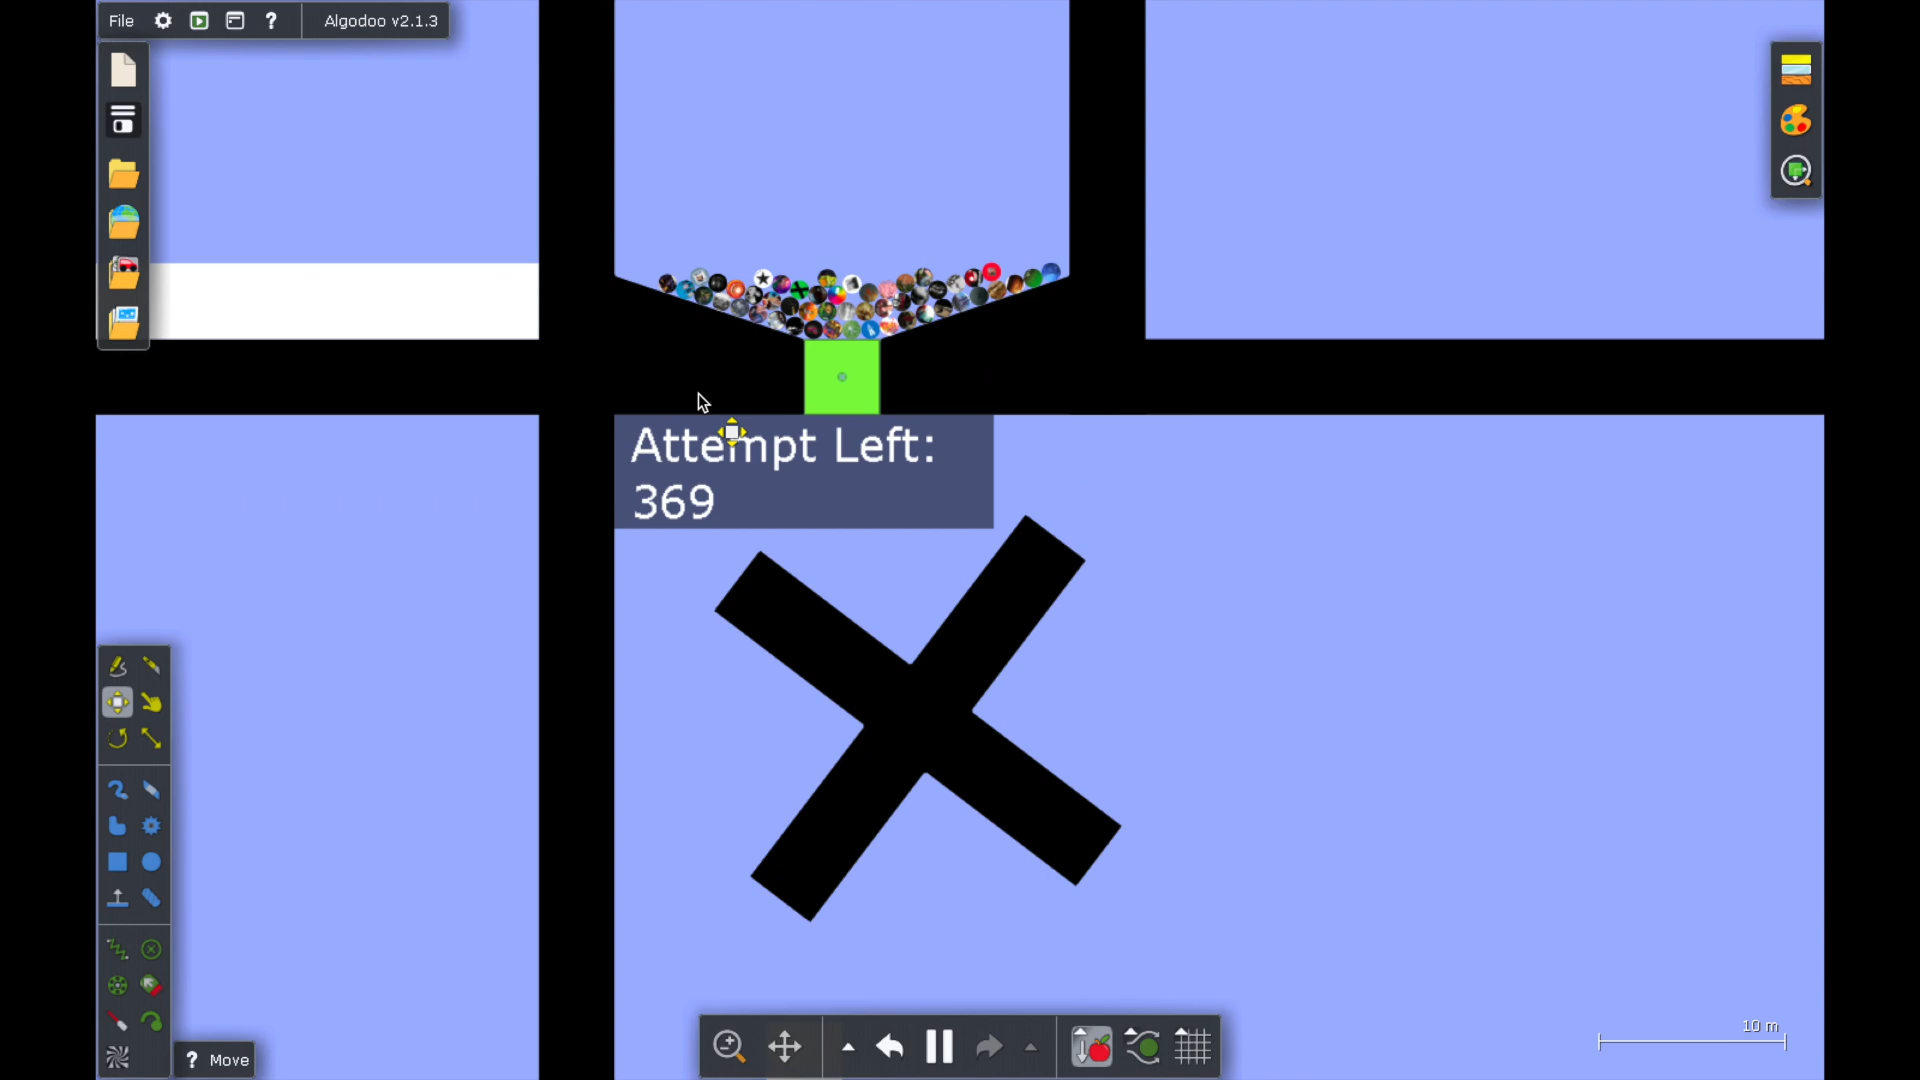 File
?
Algodoo v2.1.3
Attempt Left:
369
10 m
? Move